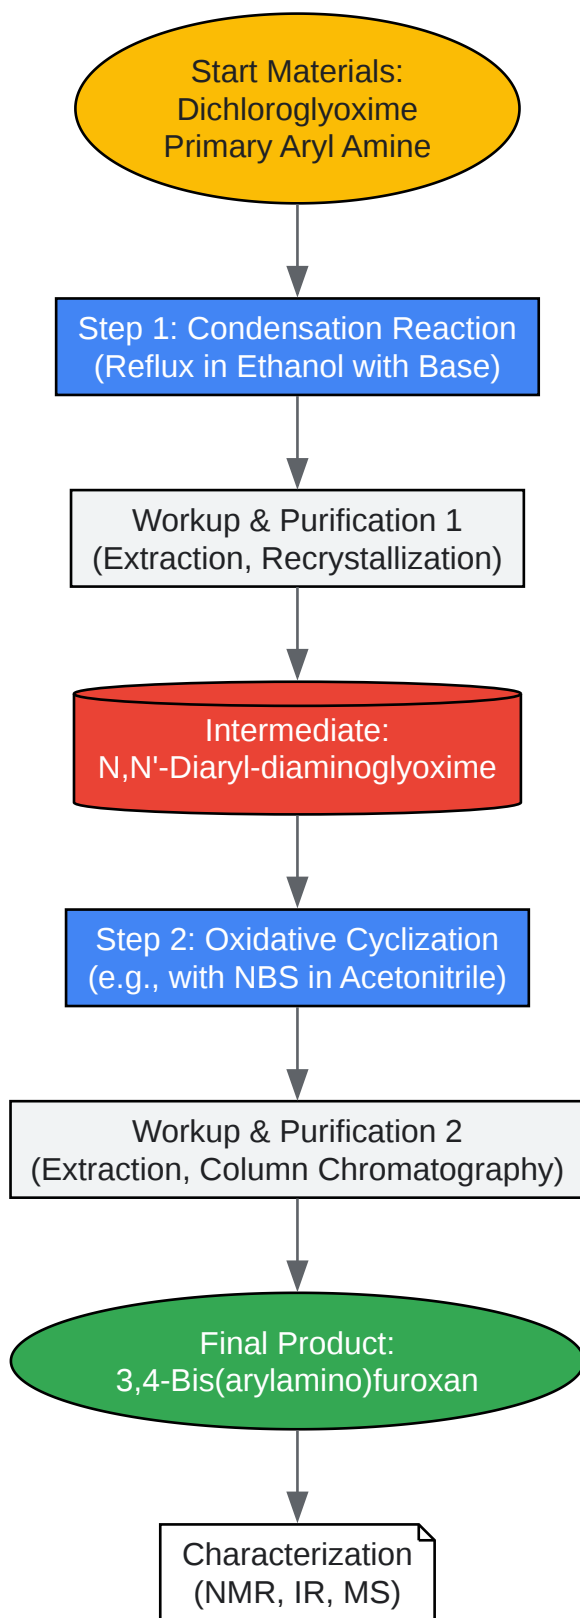 Start Materials:
Dichloroglyoxime
Primary Aryl Amine
Step 1: Condensation Reaction
(Reflux in Ethanol with Base)
Workup & Purification 1
(Extraction, Recrystallization)
Intermediate:
N,N'-Diaryl-diaminoglyoxime
Step 2: Oxidative Cyclization
(e.g., with NBS in Acetonitrile)
Workup & Purification 2
(Extraction, Column Chromatography)
Final Product:
3,4-Bis(arylamino)furoxan
Characterization
(NMR, IR, MS)